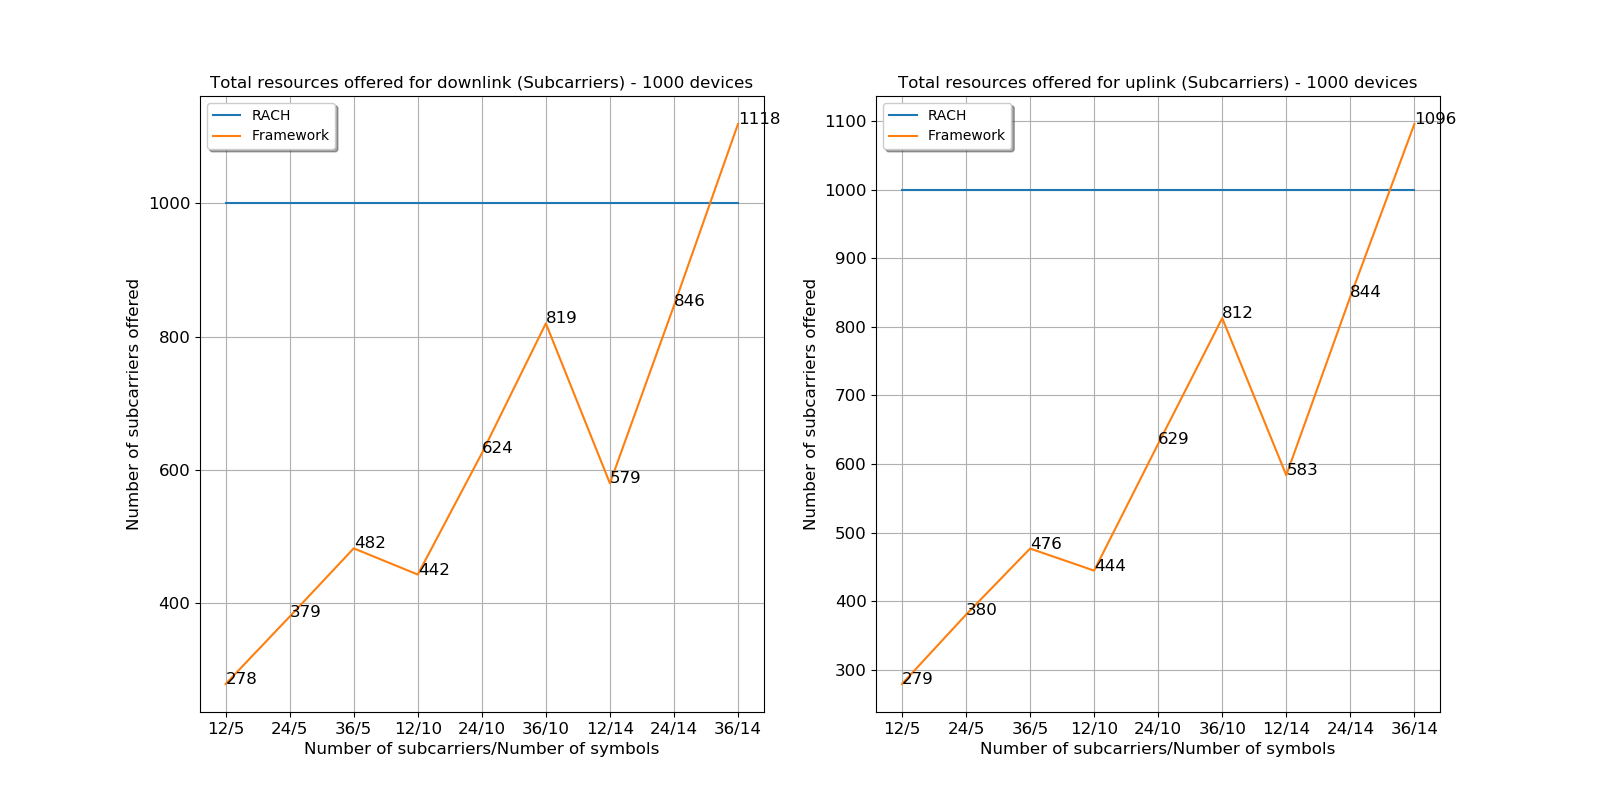 Total resources offered for downlink (Subcarriers) - 1000 devices
RACH
Framework
1000
800
600
400
Number of subcarriers offered
278
379
482
442
624
819
579
846
1118
12/5 24/5 36/5 12/10 24/10 36/10 12/14 24/14 36/14
Number of subcarriers/Number of symbols
Total resources offered for uplink (Subcarriers) - 1000 devices
RACH
Framework
1100
1000
900
800
700
600
500
400
300
Number of subcarriers offered
279
380
476
444
629
812
583
844
1096
12/5 24/5 36/5 12/10 24/10 36/10 12/14 24/14 36/14
Number of subcarriers/Number of symbols